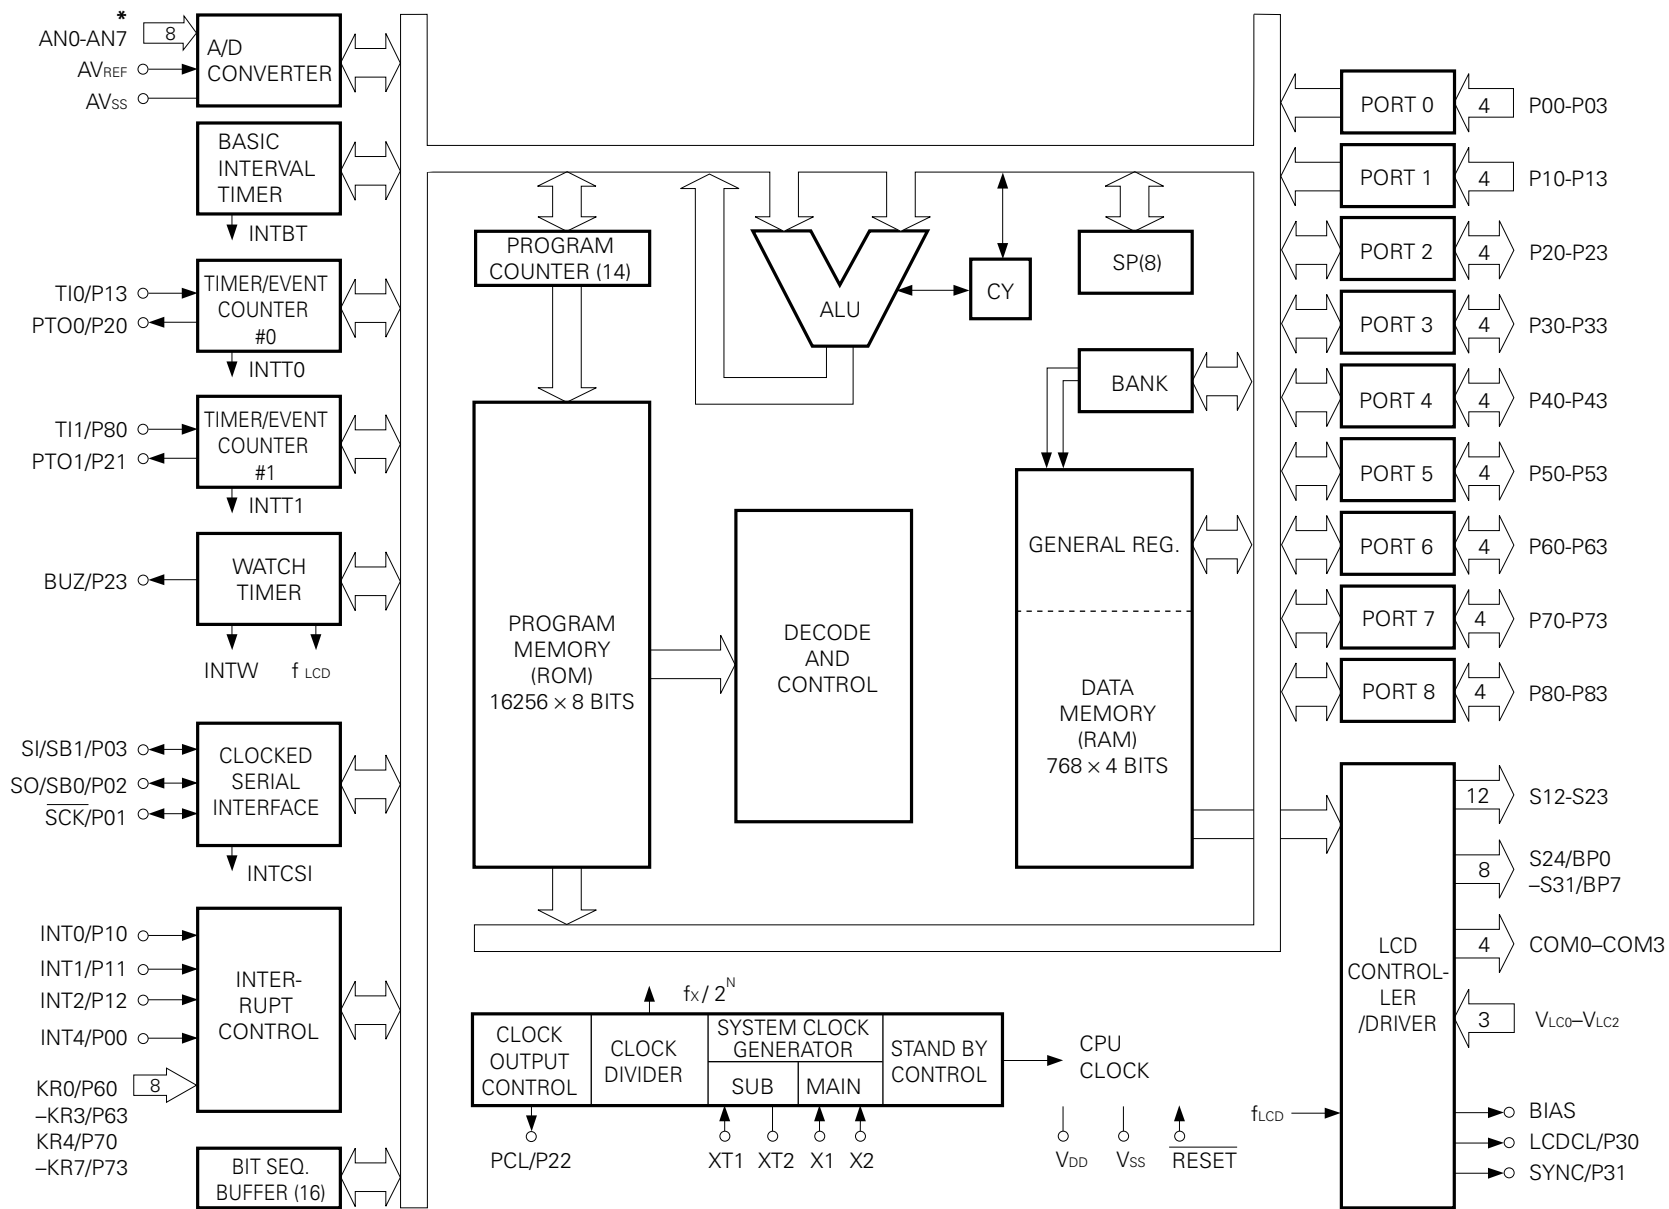 *
AN0-AN7
8
AVREF
AVSS
A/D
CONVERTER
BASIC
INTERVAL
TIMER
INTBT
TI0/P13
PTO0/P20
TIMER/EVENT
COUNTER
#0
INTT0
TI1/P80
PTO1/P21
TIMER/EVENT
COUNTER
#1
INTT1
BUZ/P23
WATCH
TIMER
INTW
f LCD
SI/SB1/P03
SO/SB0/P02
S̅C̅K̅/P01
CLOCKED
SERIAL
INTERFACE
INTCSI
INT0/P10
INT1/P11
INT2/P12
INT4/P00
KR0/P60
–KR3/P63
KR4/P70
–KR7/P73
8
INTER-
RUPT
CONTROL
BIT SEQ.
BUFFER (16)
PROGRAM
COUNTER (14)
ALU
CY
SP(8)
BANK
PROGRAM
MEMORY
(ROM)
16256 × 8 BITS
DECODE
AND
CONTROL
GENERAL REG.
DATA
MEMORY
(RAM)
768 × 4 BITS
fX / 2^N
CLOCK
OUTPUT
CONTROL
CLOCK
DIVIDER
SYSTEM CLOCK
GENERATOR
SUB
MAIN
STAND BY
CONTROL
CPU
CLOCK
PCL/P22
XT1
XT2
X1
X2
VDD
VSS
R̅E̅S̅E̅T̅
PORT 0
4
P00-P03
PORT 1
4
P10-P13
PORT 2
4
P20-P23
PORT 3
4
P30-P33
PORT 4
4
P40-P43
PORT 5
4
P50-P53
PORT 6
4
P60-P63
PORT 7
4
P70-P73
PORT 8
4
P80-P83
LCD
CONTROL-
LER
/DRIVER
12
S12-S23
8
S24/BP0
–S31/BP7
4
COM0–COM3
3
VLC0–VLC2
fLCD
BIAS
LCDCL/P30
SYNC/P31